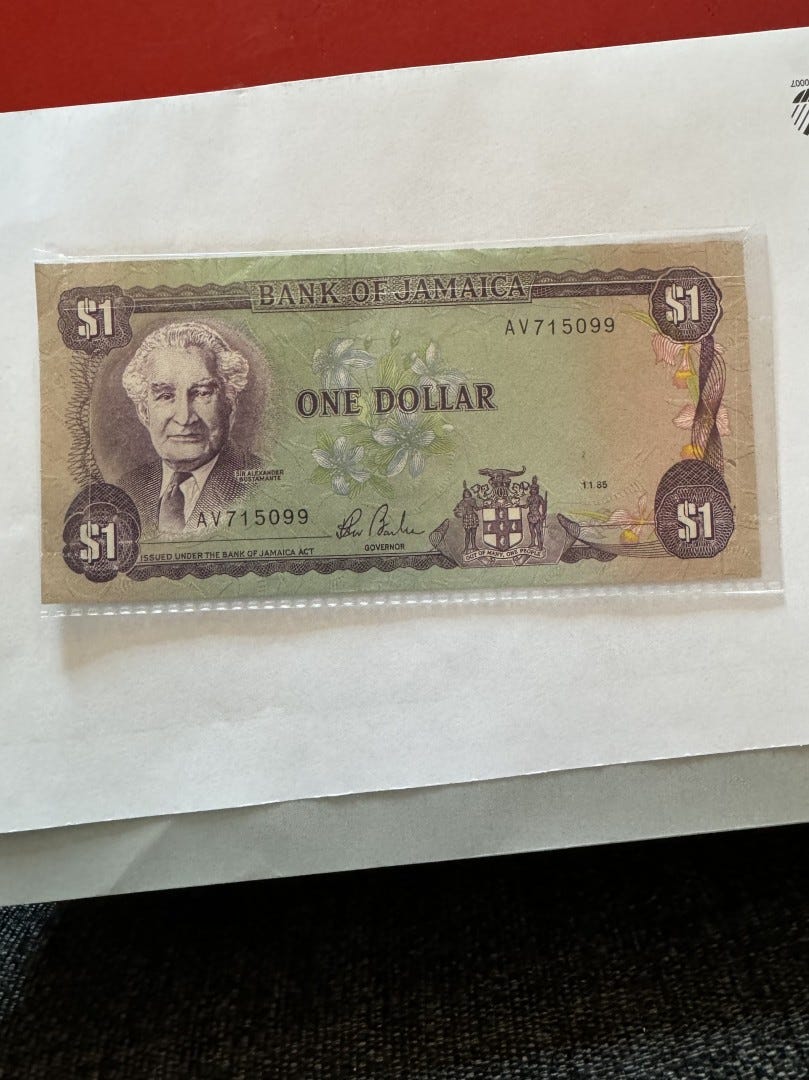 0007
BANK OF JAMAICA
$1
$1
AV715099
ONE DOLLAR
SIR ALEXANDER
BUSTAMANTE
1.1.85
AV715099
$1
$1
GOVERNOR
ISSUED UNDER THE BANK OF JAMAICA ACT
OUT OF MANY, ONE PEOPLE